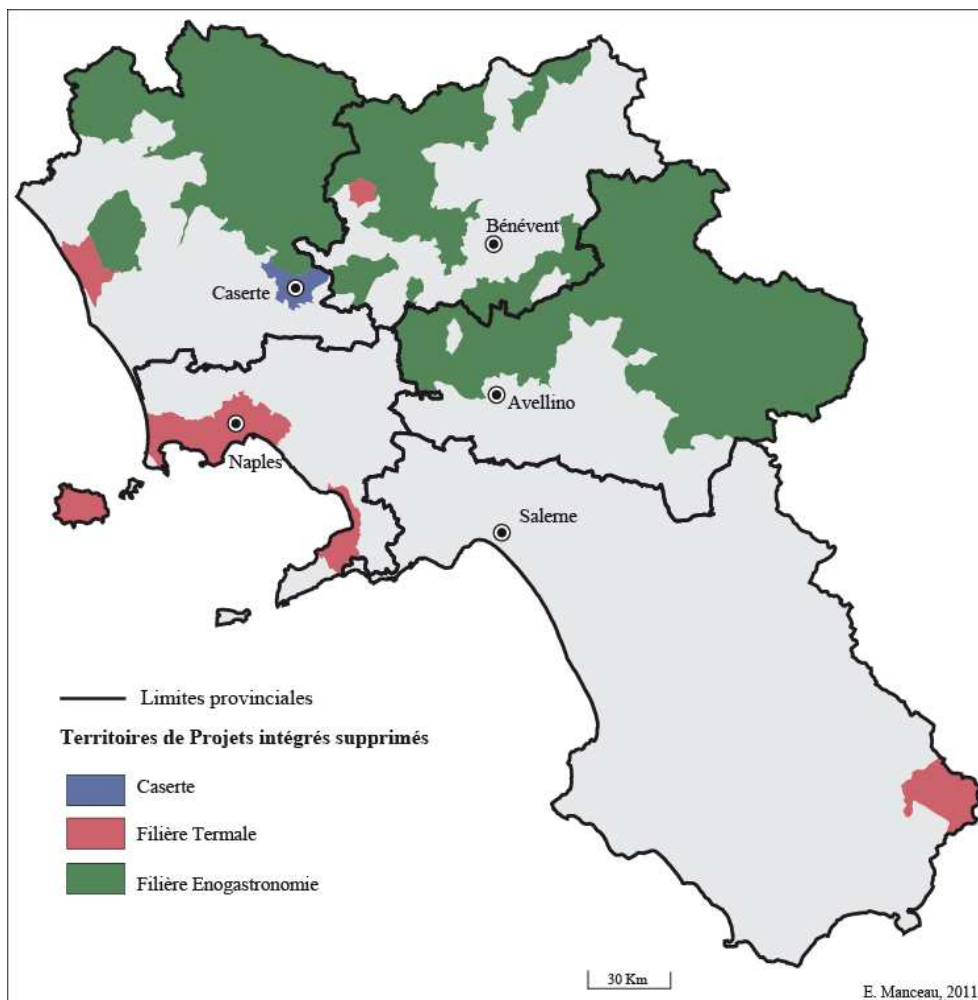 Bénévent
Caserte
Avellino
Naples
Salerne
Limites provinciales
Territoires de Projets intégrés supprimés
Caserte
Filière Termale
Filière Enogastronomie
30 Km
E. Manceau, 2011